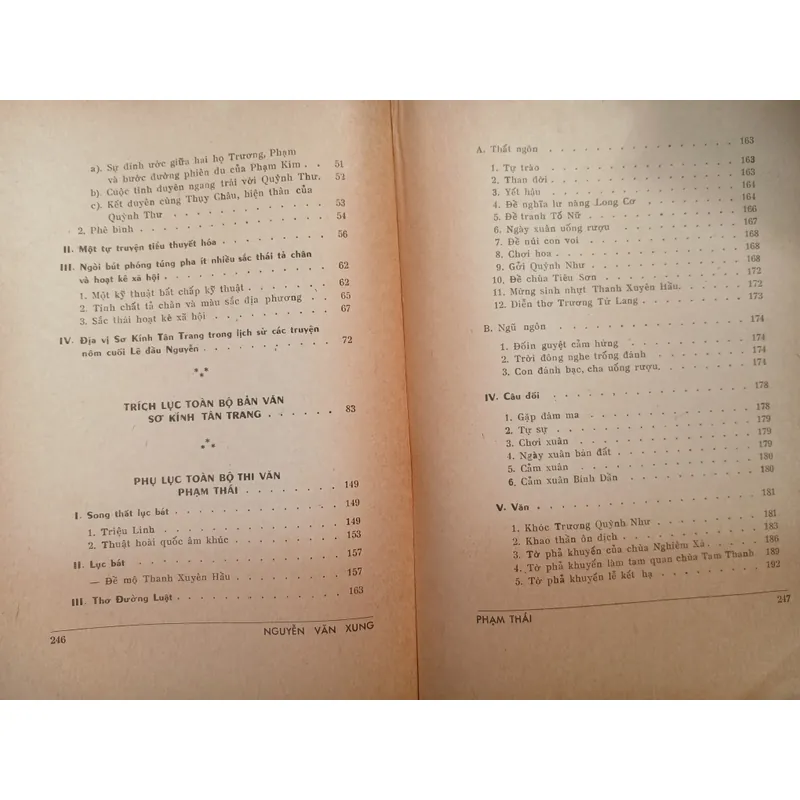 a). Sự đính ước giữa hai họ Trương, Phạm
và bước đường phiên du của Phạm Kim . . 51
b). Cuộc tình duyên ngang trái với Quỳnh Thư. 52
c). Kết duyên cùng Thụy Châu, hiện thân của
Quỳnh Thư . . . . . . . . . . . . 53
2. Phê bình . . . . . . . . . . . . . . 54
II. Một tự truyện tiểu thuyết hóa . . . . . . . . 56
III. Ngòi bút phóng túng pha ít nhiều sắc thái tả chân
và hoạt kê xã hội . . . . . . . . . . . . 62
1. Một kỹ thuật bất chấp kỹ thuật . . . . . . . 62
2. Tính chất tả chân và màu sắc địa phương . . . . 65
3. Sắc thái hoạt kê xã hội . . . . . . . . . . 67
IV. Địa vị Sơ Kính Tân Trang trong lịch sử các truyện
nôm cuối Lê đầu Nguyễn . . . . . . . . . . 72
TRÍCH LỤC TOÀN BỘ BẢN VĂN
SƠ KÍNH TÂN TRANG . . . . . . 83
PHỤ LỤC TOÀN BỘ THI VĂN
PHẠM THÁI . . . . . . . . 149
I. Song thất lục bát . . . . . . . . . . . . 149
1. Triệu Linh . . . . . . . . . . . . . 149
2. Thuật hoài quốc âm khúc . . . . . . . . . 153
II. Lục bát . . . . . . . . . . . . . . . 157
— Đề mộ Thanh Xuyên Hầu . . . . . . . . . 157
III. Thơ Đường Luật . . . . . . . . . . . . 163
246 NGUYỄN VĂN XUNG
A. Thất ngôn . . . . . . . . . . . . . . 163
1. Tự trào . . . . . . . . . . . . . . 163
2. Than đời . . . . . . . . . . . . . . 163
3. Yết hậu . . . . . . . . . . . . . . 164
4. Đề nghĩa lư nàng Long Cơ . . . . . . . . . 164
5. Đề tranh Tố Nữ . . . . . . . . . . . . 166
6. Ngày xuân uống rượu . . . . . . . . . . . 167
7. Đề núi con voi . . . . . . . . . . . . 168
8. Chơi hoa . . . . . . . . . . . . . . 168
9. Gửi Quỳnh Như . . . . . . . . . . . . 168
10. Đề chùa Tiêu Sơn . . . . . . . . . . . 172
11. Mừng sinh nhựt Thanh Xuyên Hầu . . . . . . 172
12. Diễn thơ Trương Tử Lang . . . . . . . . . 173
B. Ngũ ngôn . . . . . . . . . . . . . . 174
1. Đốin guyệt cảm hứng . . . . . . . . . . 174
2. Trời đông nghe trống đánh . . . . . . . . 174
3. Con đánh bạc, cha uống rượu. . . . . . . . 174
IV. Câu đối . . . . . . . . . . . . . . . 178
1. Gặp đám ma . . . . . . . . . . . . . 178
2. Tự sự . . . . . . . . . . . . . . . 179
3. Chơi xuân . . . . . . . . . . . . . . 179
4. Ngày xuân bán đất . . . . . . . . . . . 179
5. Cảm xuân . . . . . . . . . . . . . . 180
6. Cảm xuân Bính Dần . . . . . . . . . . . 180
V. Văn . . . . . . . . . . . . . . . . 181
1. Khóc Trương Quỳnh Như . . . . . . . . . 181
2. Khao thần ôn dịch . . . . . . . . . . . 183
3. Tờ phả khuyến của chùa Nghiêm Xá . . . . . . 186
4. Tờ phả khuyến làm tam quan chùa Tam Thanh 189
5. Tờ phả khuyến lễ kết hạ . . . . . . . . . 192
PHẠM THÁI 247